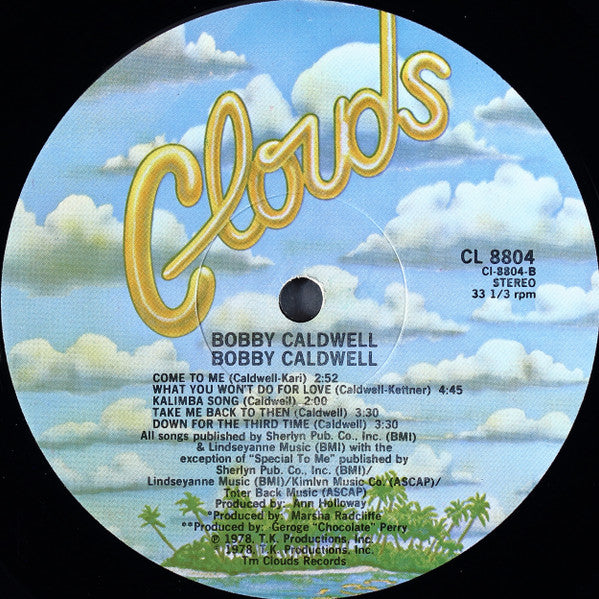 Clouds
CL 8804
Cl-8804-B
STEREO
33 1/3 rpm
BOBBY CALDWELL
BOBBY CALDWELL
COME TO ME (Caldwell-Kari) 2:52
WHAT YOU WON'T DO FOR LOVE (Caldwell-Kettner) 4:45
KALIMBA SONG (Caldwell) 2:00
TAKE ME BACK TO THEN (Caldwell) 3:30
DOWN FOR THE THIRD TIME (Caldwell) 3:30
All songs published by Sherlyn Pub. Co., Inc. (BMI)
& Lindseyanne Music (BMI) with the
exception of "Special To Me" published by
Sherlyn Pub. Co., Inc. (BMI)/
Lindseyanne Music (BMI)/Kimlyn Music Co. (ASCAP)/
Toter Back Music (ASCAP)
Produced by: Ann Holloway
*Produced by: Marsha Radcliffe
**Produced by: Geroge "Chocolate" Perry
℗ 1978, T.K. Productions, Inc.
© 1978, T.K. Productions, Inc.
Tm Clouds Records